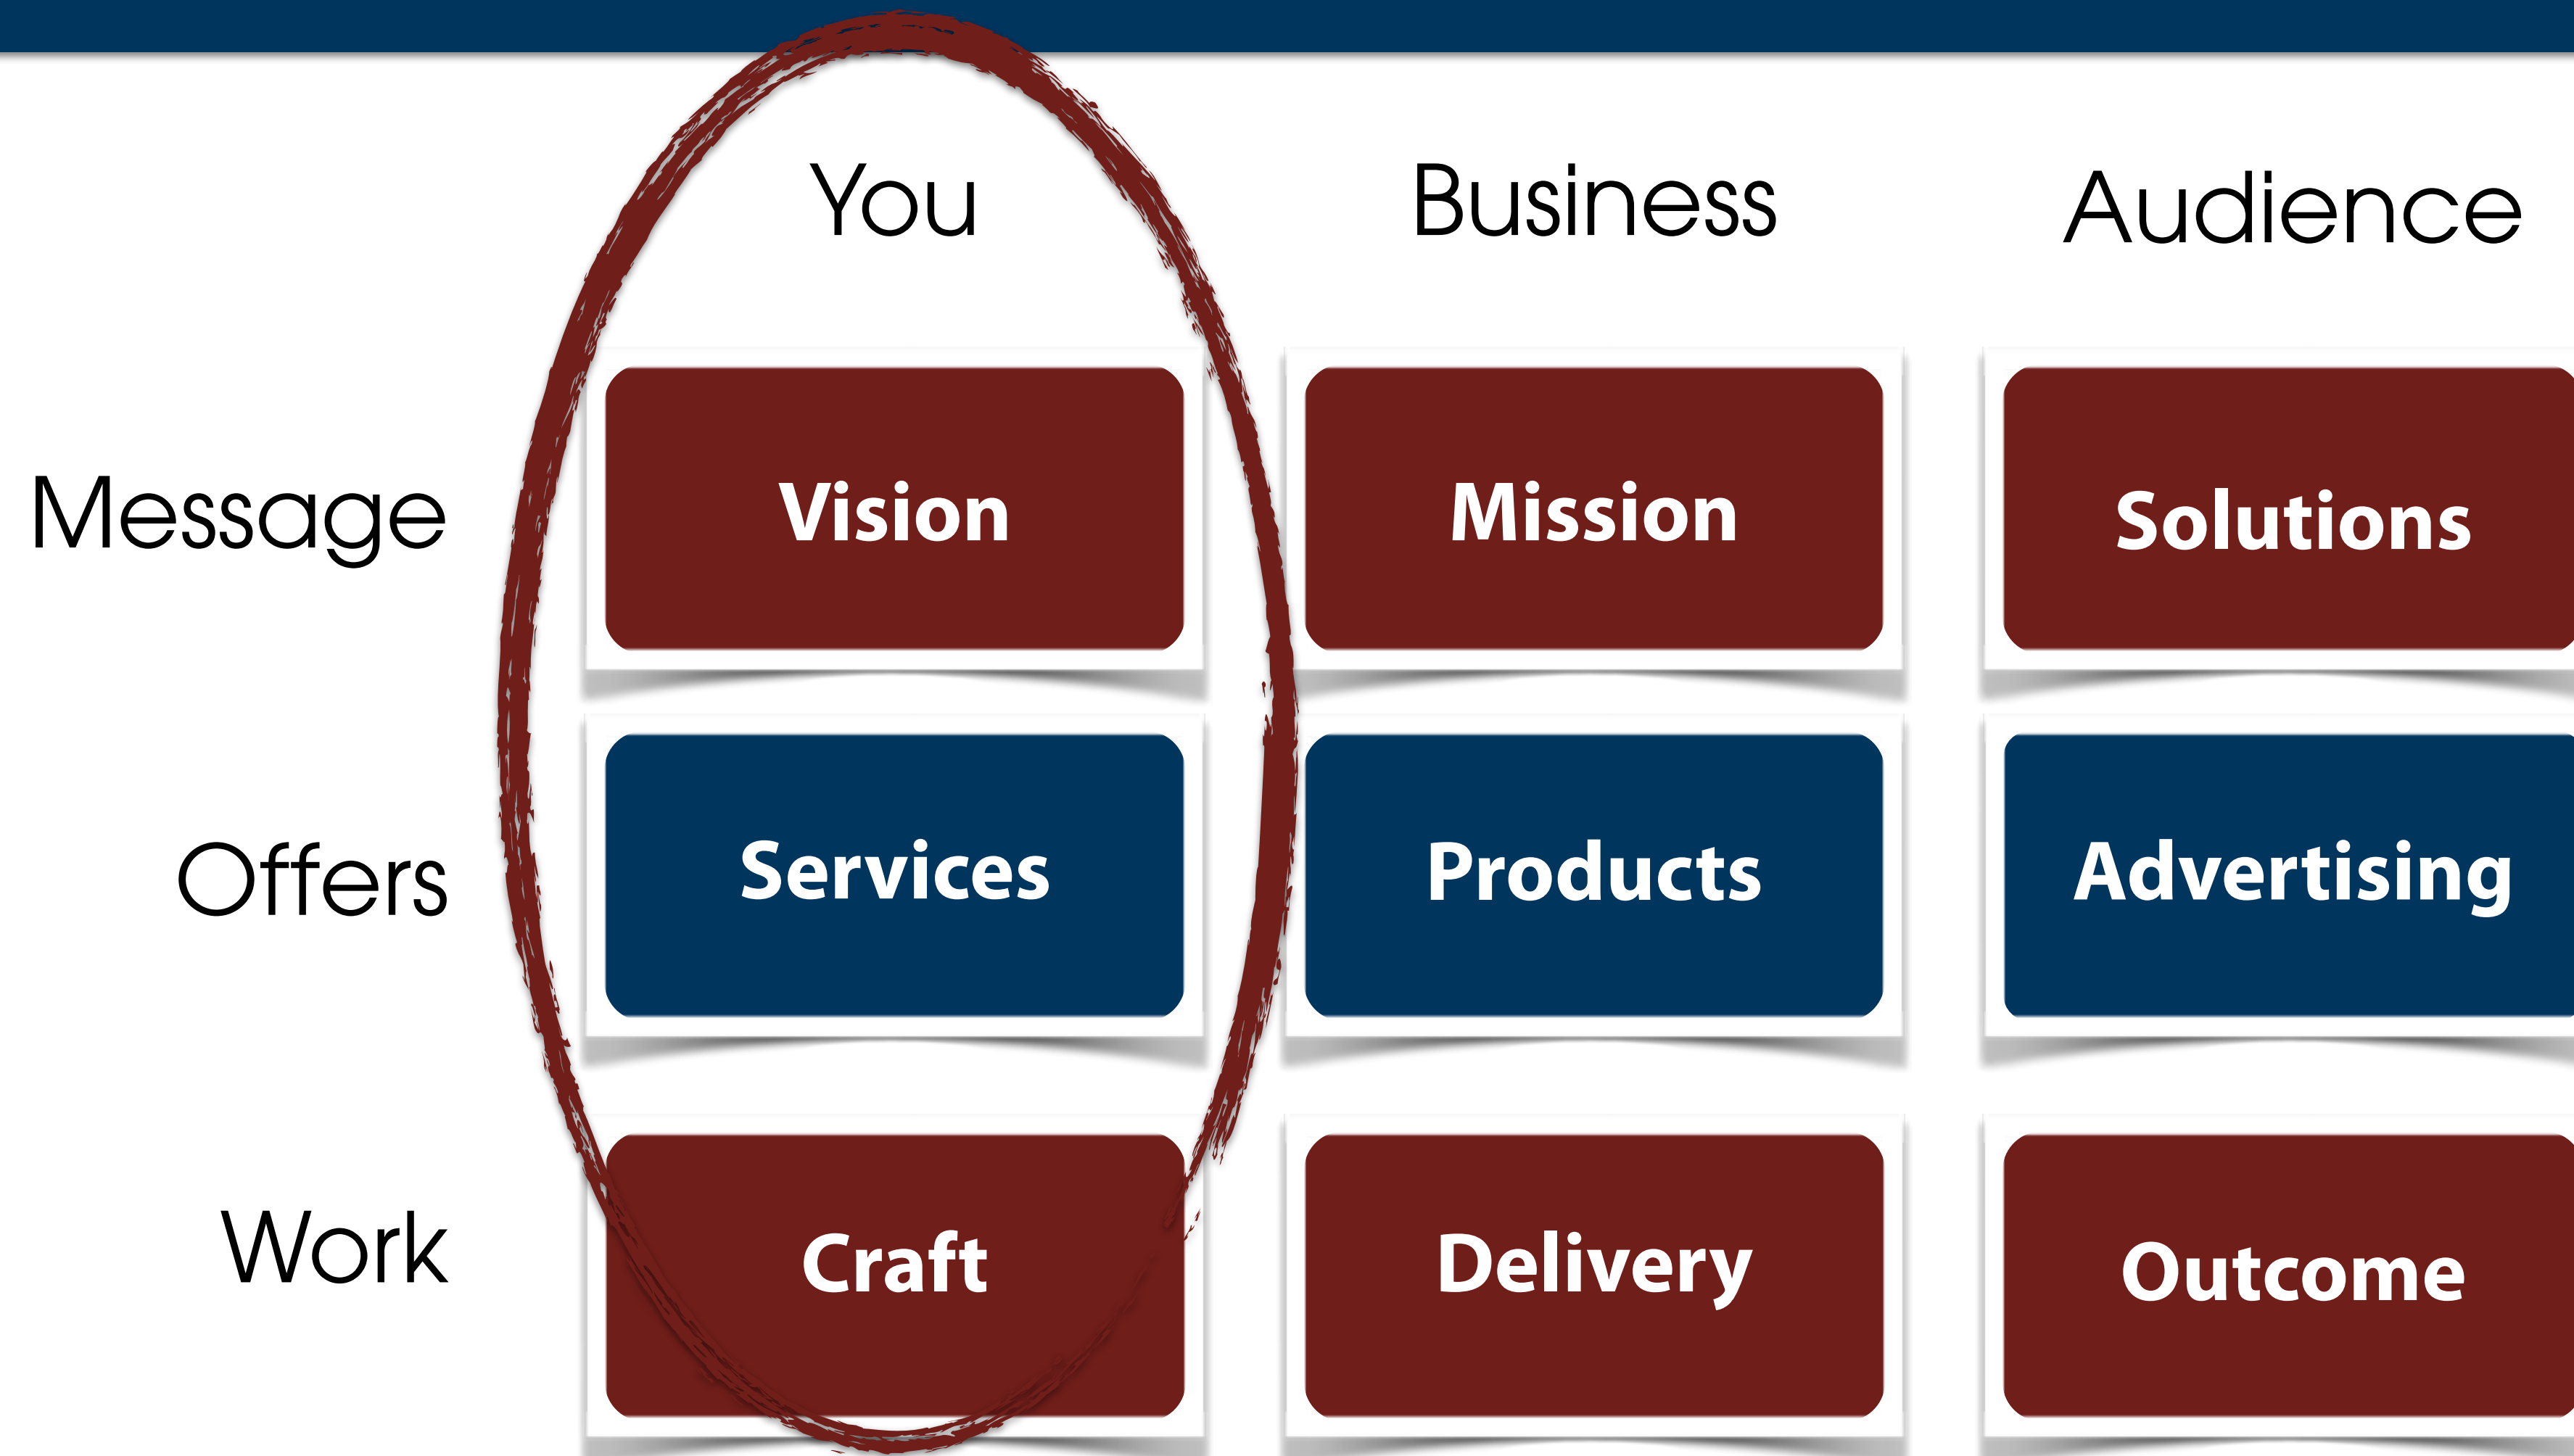 You Business Audience
Message Vision Mission Solutions
Offers Services Products Advertising
Work Craft Delivery Outcome